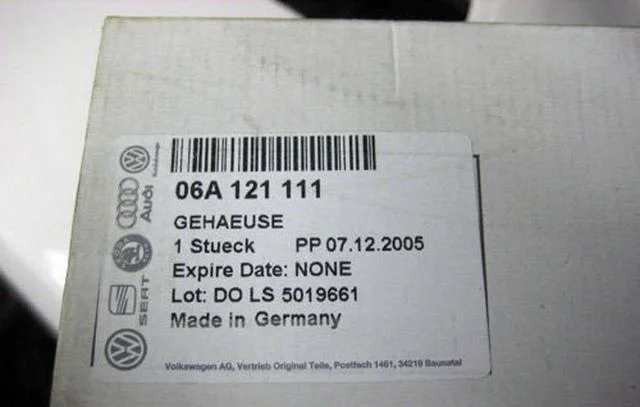 06A 121 111
GEHAEUSE
1 Stueck PP 07.12.2005
Expire Date: NONE
Lot: DO LS 5019661
Made in Germany
Volkswagen AG, Vertrieb Original Teile, Postfach 1461, 34219 Baunatal
Audi
SEAT